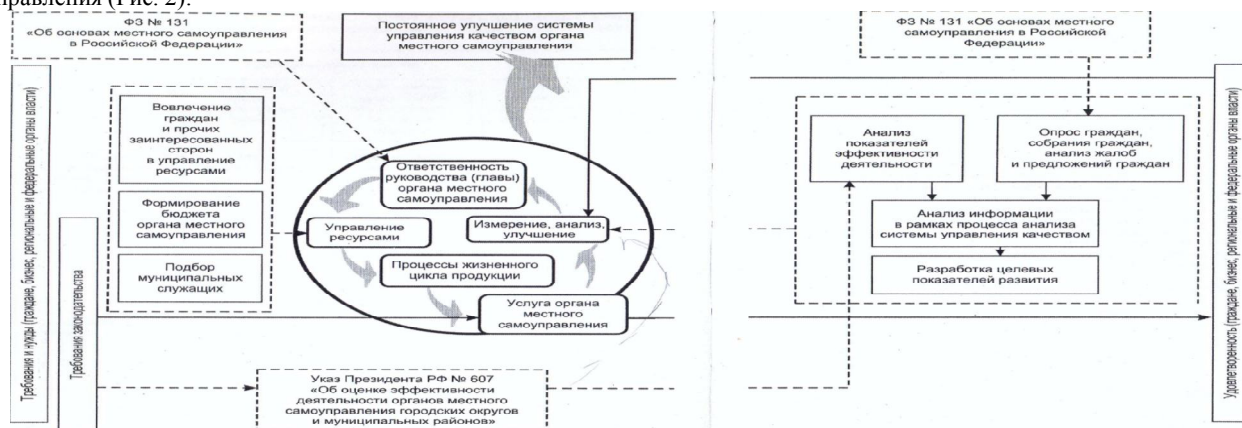 правления (Рис. 2).
ФЗ № 131
«Об основах местного самоуправления
в Российской Федерации»
Постоянное улучшение системы
управления качеством органа
местного самоуправления
ФЗ № 131 «Об основах местного
самоуправления в Российской
Федерации»
Требования и нужды (граждане, бизнес, региональные и федеральные органы власти)
Требования законодательства
Вовлечение
граждан
и прочих
заинтересованных
сторон
в управление
ресурсами
Формирование
бюджета
органа местного
самоуправления
Подбор
муниципальных
служащих
Ответственность
руководства (главы)
органа местного
самоуправления
Управление
ресурсами
Измерение, анализ,
улучшение
Процессы жизненного
цикла продукции
Услуга органа
местного
самоуправления
Указ Президента РФ № 607
«Об оценке эффективности
деятельности органов местного
самоуправления городских округов
и муниципальных районов»
Анализ
показателей
эффективности
деятельности
Опрос граждан,
собрания граждан,
анализ жалоб
и предложений граждан
Анализ информации
в рамках процесса анализа
системы управления качеством
Разработка целевых
показателей развития
Удовлетворенность (граждане, бизнес, региональные и федеральные органы власти)